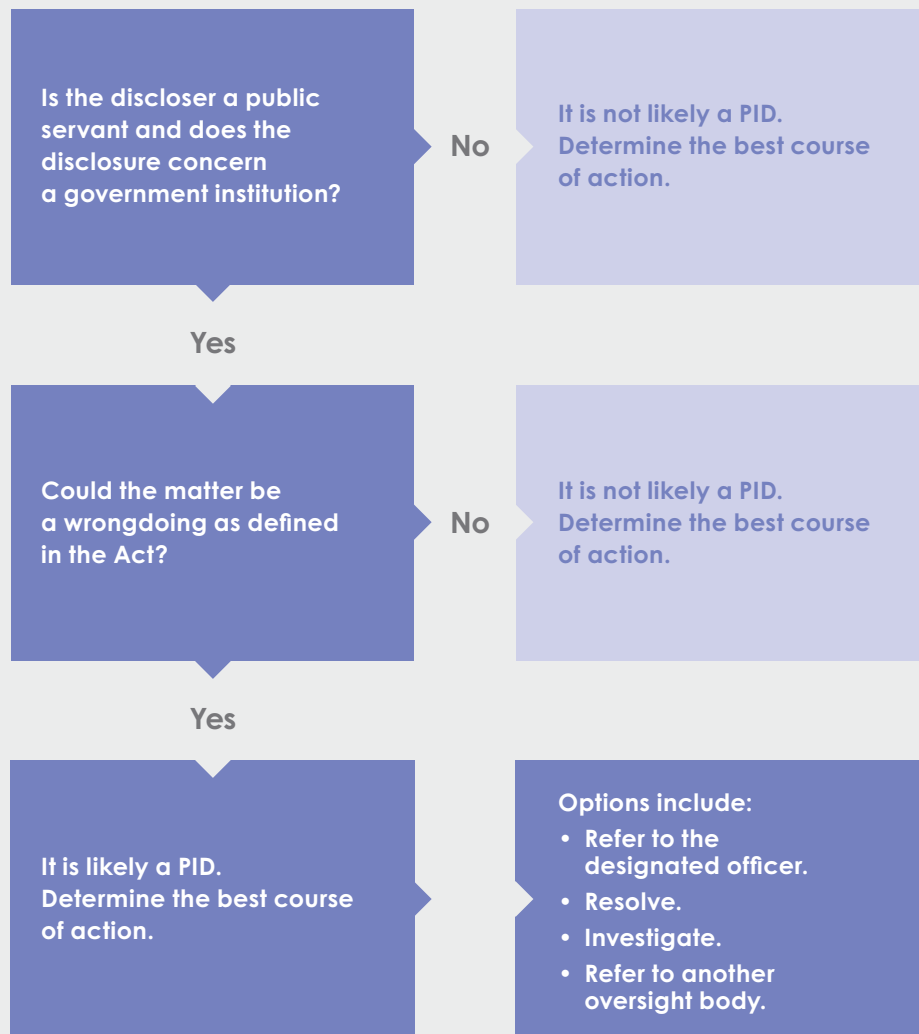 Is the discloser a public
servant and does the
disclosure concern
a government institution?
No
It is not likely a PID.
Determine the best course
of action.
Yes
Could the matter be
a wrongdoing as defined
in the Act?
No
It is not likely a PID.
Determine the best course
of action.
Yes
It is likely a PID.
Determine the best course
of action.
Options include:
• Refer to the
designated officer.
• Resolve.
• Investigate.
• Refer to another
oversight body.